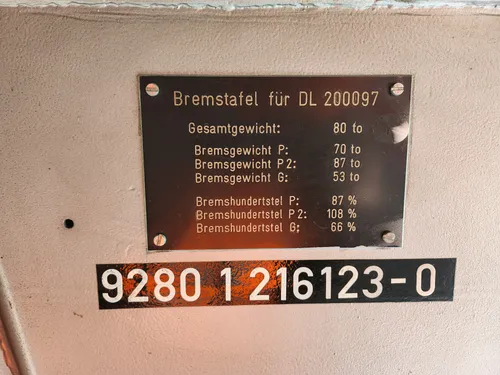 Bremstafel für DL 200097
Gesamtgewicht: 80 to
Bremsgewicht P: 70 to
Bremsgewicht P2: 87 to
Bremsgewicht G: 53 to
Bremshundertstel P: 87 %
Bremshundertstel P2: 108 %
Bremshundertstel G: 66 %
9280 1 216123-0